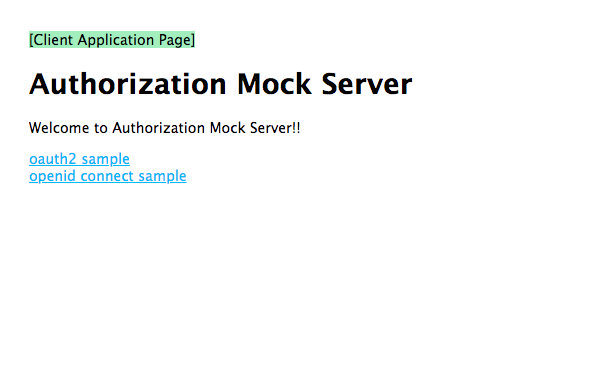 [Client Application Page]
Authorization Mock Server
Welcome to Authorization Mock Server!!
oauth2 sample
openid connect sample